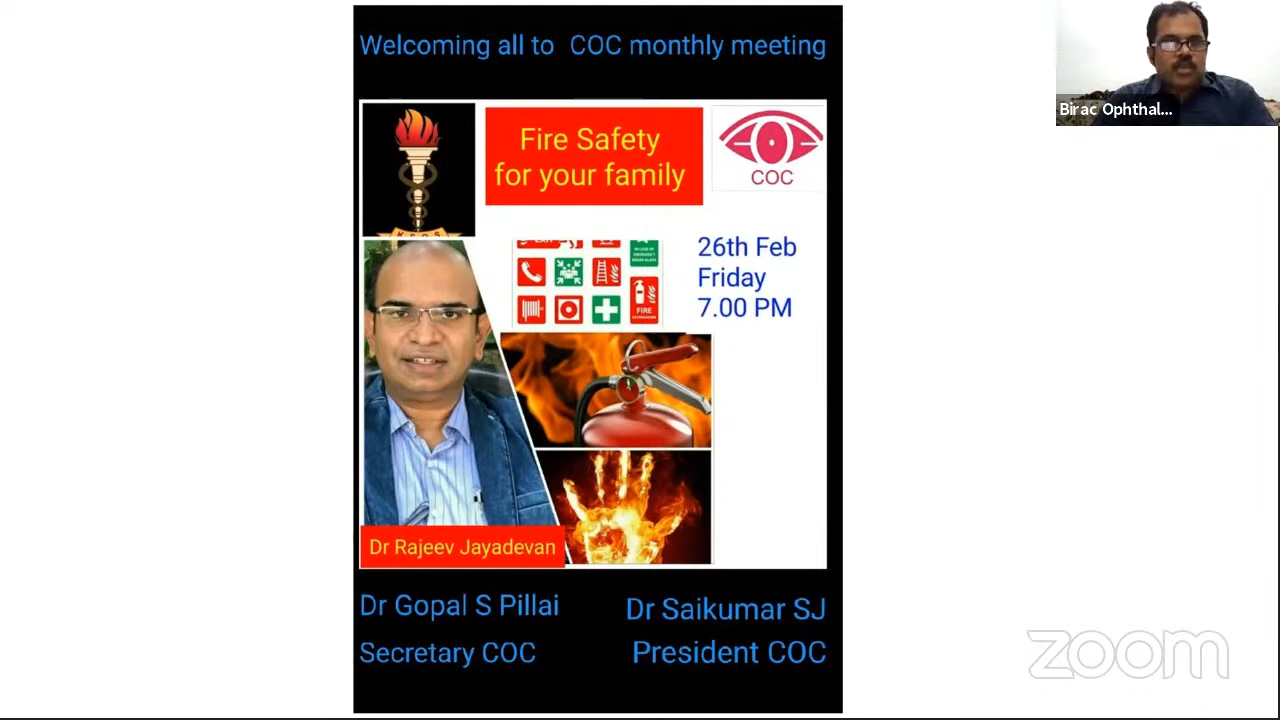 Welcoming all to COC monthly meeting
Birac Ophthal...
Fire Safety
for your family
COC
KSOS
26th Feb
Friday
7.00 PM
FIRE
Dr Rajeev Jayadevan
Dr Gopal S Pillai
Secretary COC
Dr Saikumar SJ
President COC
zoom